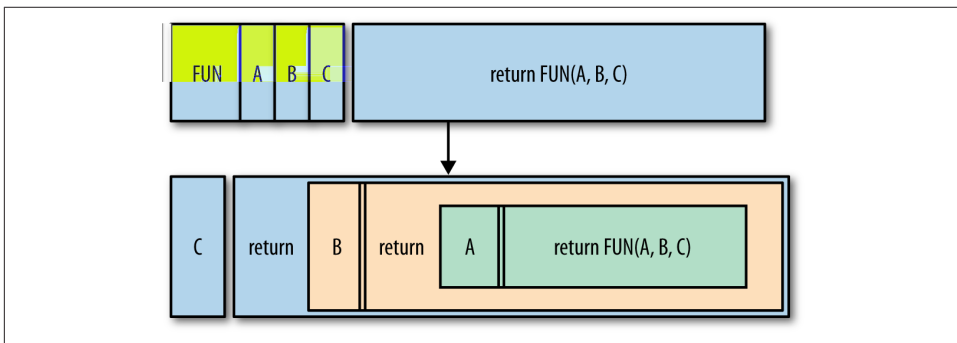 FUN A B C return FUN(A, B, C)
C return B return A return FUN(A, B, C)